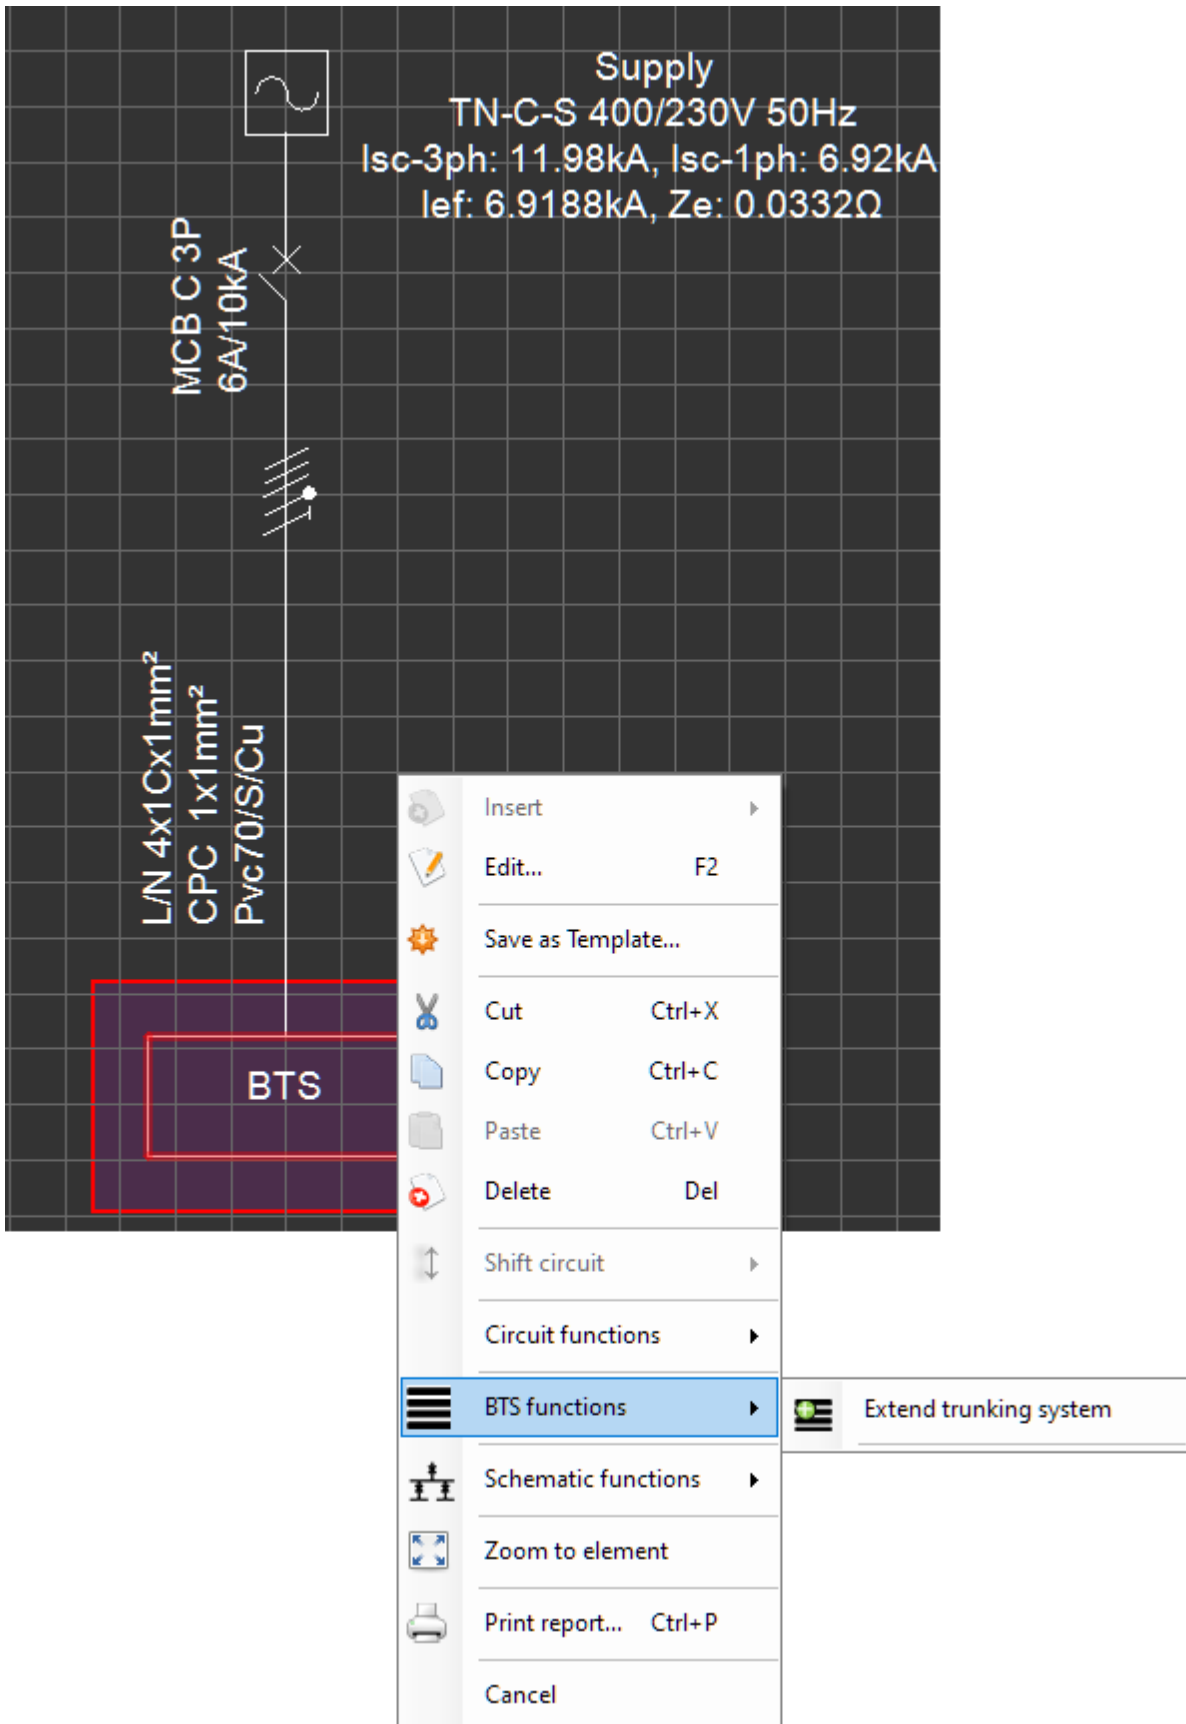 Supply
TN-C-S 400/230V 50Hz
Isc-3ph: 11.98kA, Isc-1ph: 6.92kA
Ief: 6.9188kA, Ze: 0.0332Ω
MCB C 3P
6A/10kA
L/N 4x1Cx1mm²
CPC 1x1mm²
Pvc70/S/Cu
BTS
Insert
Edit... F2
Save as Template...
Cut Ctrl+X
Copy Ctrl+C
Paste Ctrl+V
Delete Del
Shift circuit
Circuit functions
BTS functions
Extend trunking system
Schematic functions
Zoom to element
Print report... Ctrl+P
Cancel